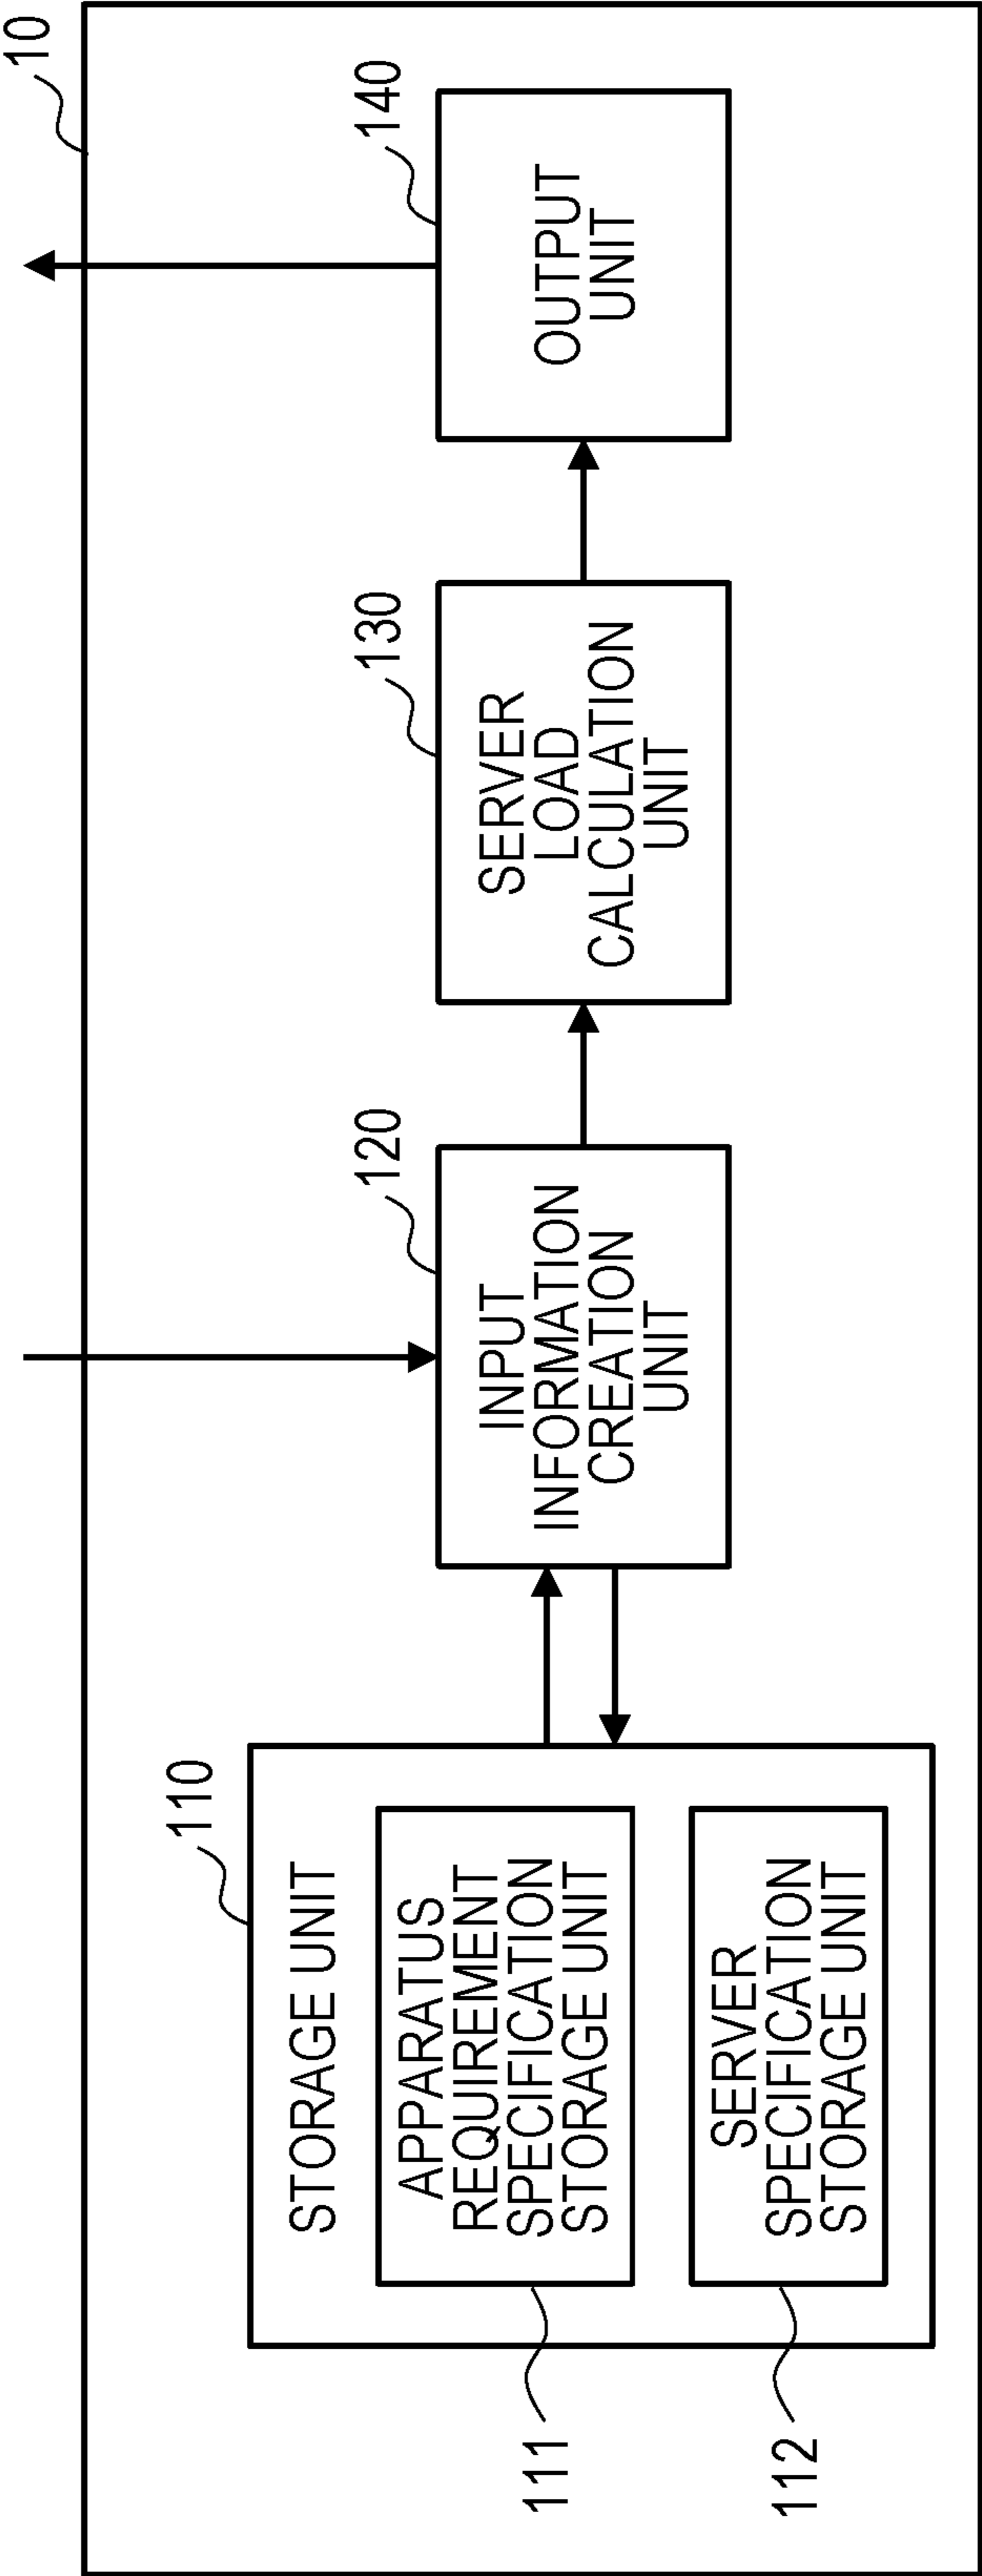 10
110
STORAGE UNIT
APPARATUS
REQUIREMENT
SPECIFICATION
STORAGE UNIT
111
SERVER
SPECIFICATION
STORAGE UNIT
112
120
INPUT
INFORMATION
CREATION
UNIT
130
SERVER
LOAD
CALCULATION
UNIT
140
OUTPUT
UNIT